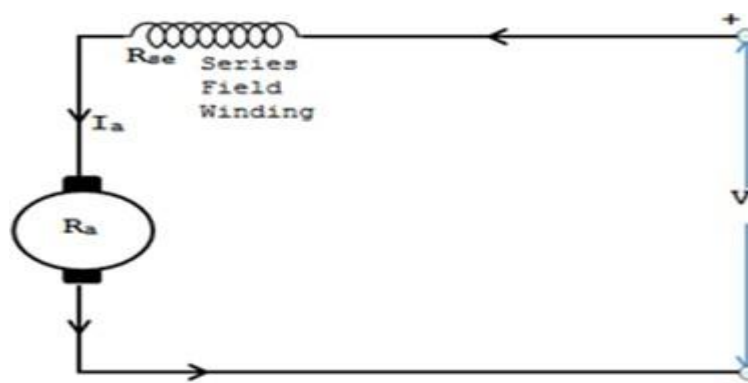 +
Rse
Series
Field
Winding
Ia
Ra
V